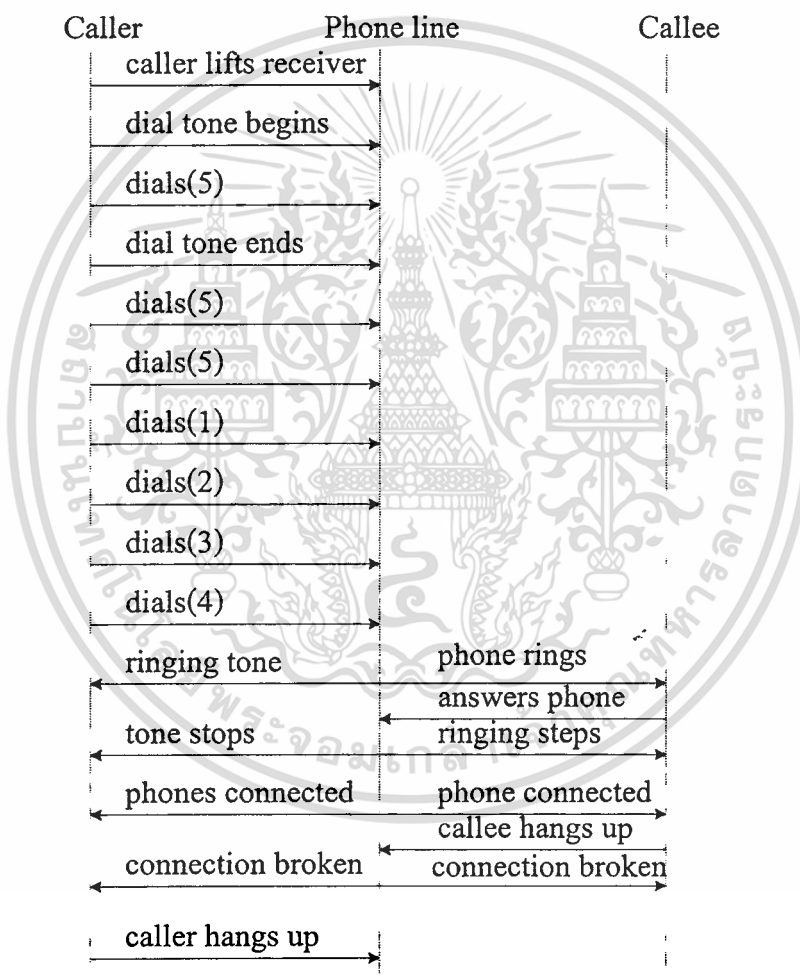 Caller Phone line Callee
caller lifts receiver
dial tone begins
dials(5)
dial tone ends
dials(5)
dials(5)
dials(1)
dials(2)
dials(3)
dials(4)
ringing tone phone rings
answers phone
tone stops ringing steps
phones connected phone connected
callee hangs up
connection broken connection broken
caller hangs up